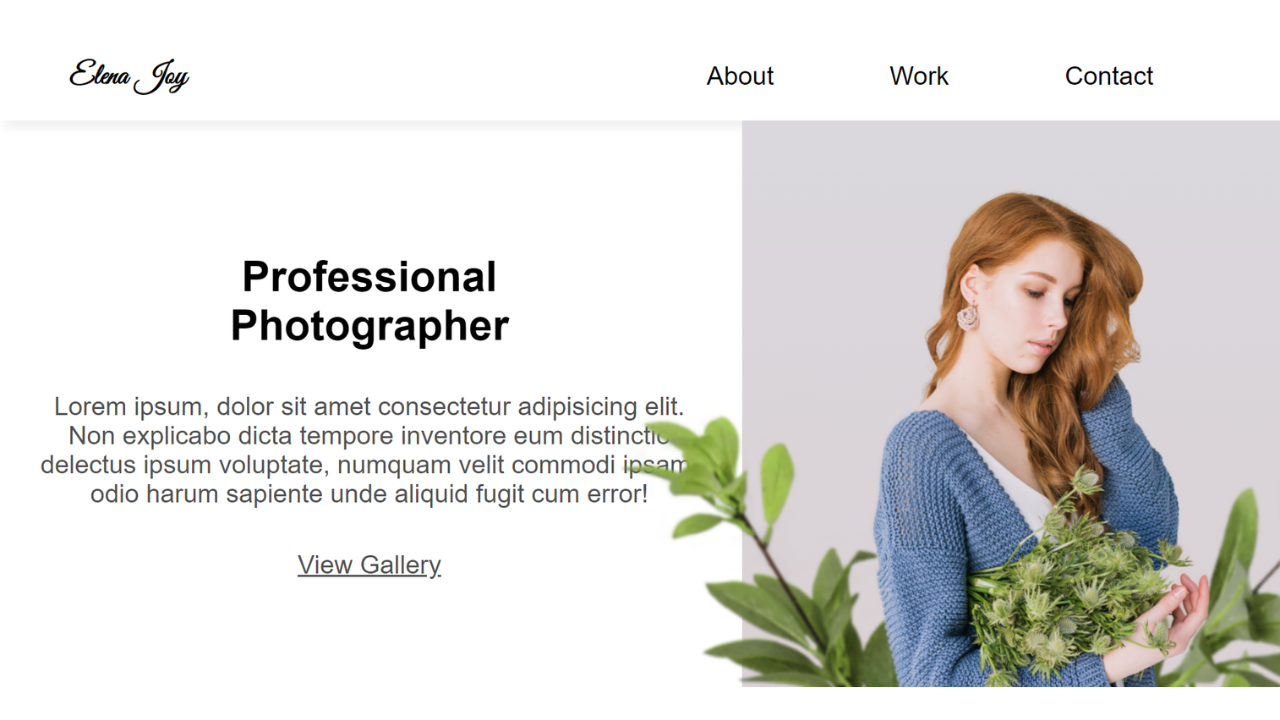 Elena Joy
About
Work
Contact
Professional
Photographer
Lorem ipsum, dolor sit amet consectetur adipisicing elit.
Non explicabo dicta tempore inventore eum distinctio
delectus ipsum voluptate, numquam velit commodi ipsam
odio harum sapiente unde aliquid fugit cum error!
View Gallery